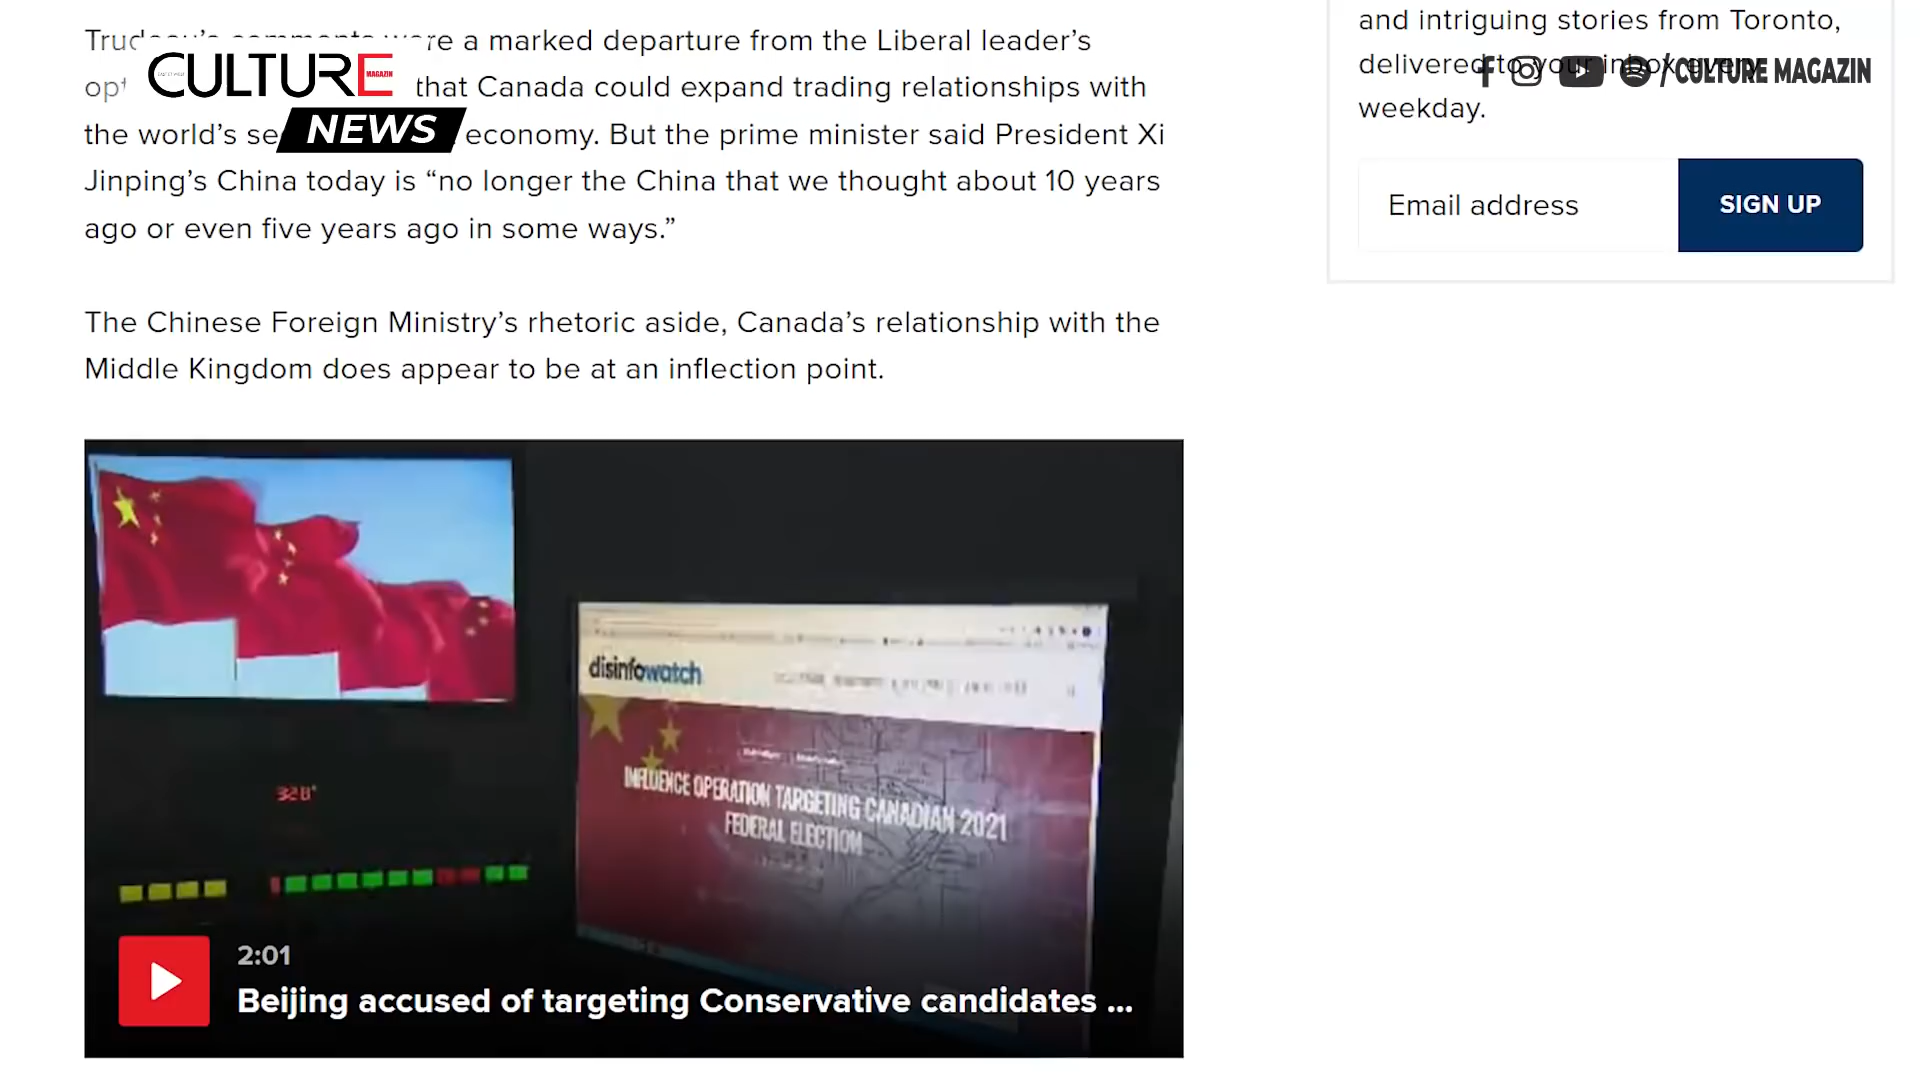 were a marked departure from the Liberal leader’s
that Canada could expand trading relationships with
the world’s economy. But the prime minister said President Xi
Jinping’s China today is “no longer the China that we thought about 10 years
ago or even five years ago in some ways.”
The Chinese Foreign Ministry’s rhetoric aside, Canada’s relationship with the
Middle Kingdom does appear to be at an inflection point.
CULTURE
MAGAZIN
NEWS
and intriguing stories from Toronto,
delivered to your inbox every
weekday.
/CULTURE MAGAZIN
Email address
SIGN UP
disinfowatch
INFLUENCE OPERATION TARGETING CANADIAN 2021
FEDERAL ELECTION
2:01
Beijing accused of targeting Conservative candidates ...